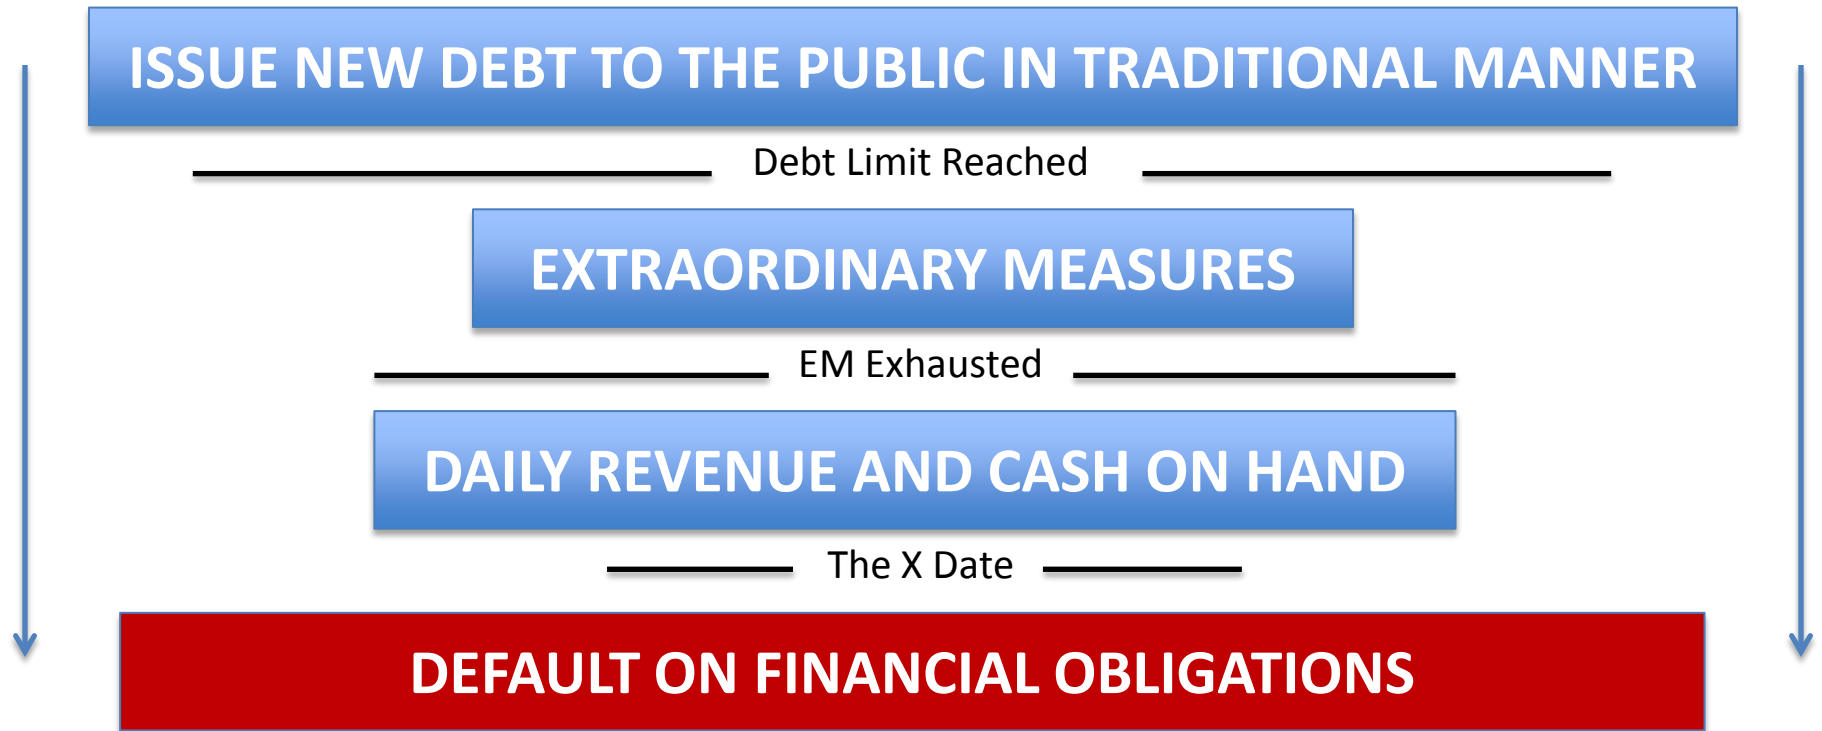 ISSUE NEW DEBT TO THE PUBLIC IN TRADITIONAL MANNER
Debt Limit Reached
EXTRAORDINARY MEASURES
EM Exhausted
DAILY REVENUE AND CASH ON HAND
The X Date
DEFAULT ON FINANCIAL OBLIGATIONS